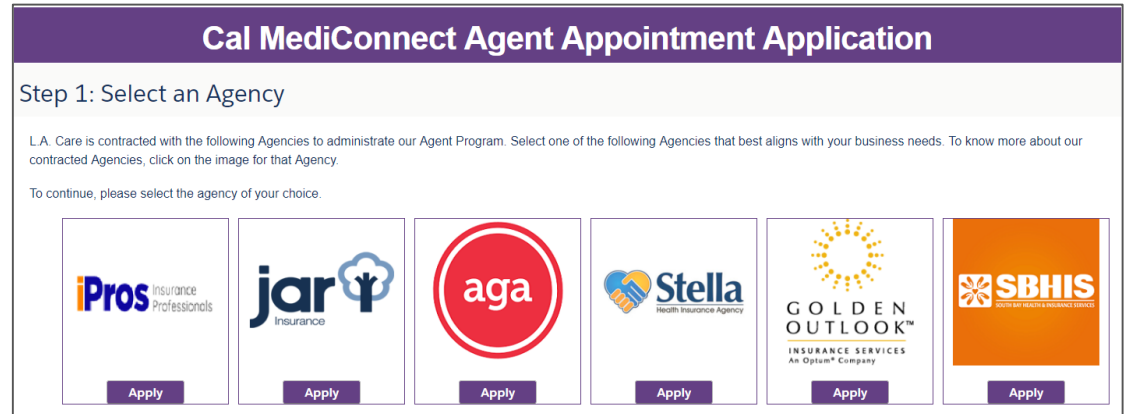 Cal MediConnect Agent Appointment Application
Step 1: Select an Agency
L.A. Care is contracted with the following Agencies to administrate our Agent Program. Select one of the following Agencies that best aligns with your business needs. To know more about our
contracted Agencies, click on the image for that Agency.
To continue, please select the agency of your choice.
iPros Insurance
Professionals
jar
Insurance
aga
Stella
Health Insurance Agency
GOLDEN
OUTLOOK™
INSURANCE SERVICES
An Optum® Company
SBHIS
SOUTH BAY HEALTH & INSURANCE SERVICES
Apply
Apply
Apply
Apply
Apply
Apply